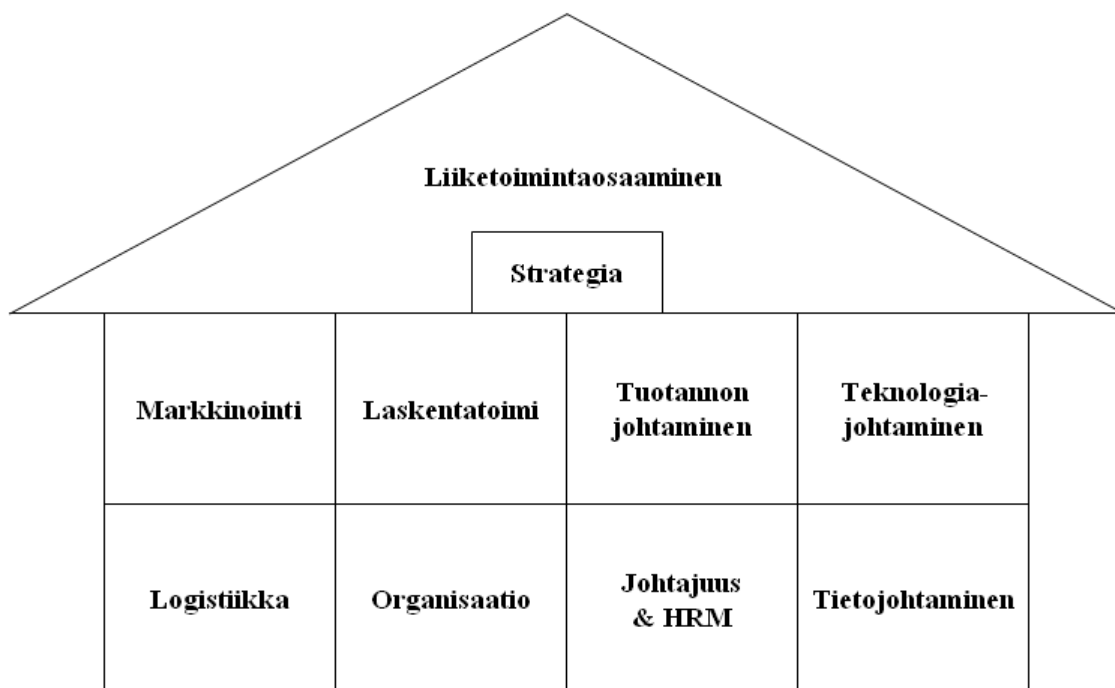 Liiketoimintaosaaminen
Strategia
Markkinointi
Laskentatoimi
Tuotannon
johtaminen
Teknologia-
johtaminen
Logistiikka
Organisaatio
Johtajuus
& HRM
Tietojohtaminen